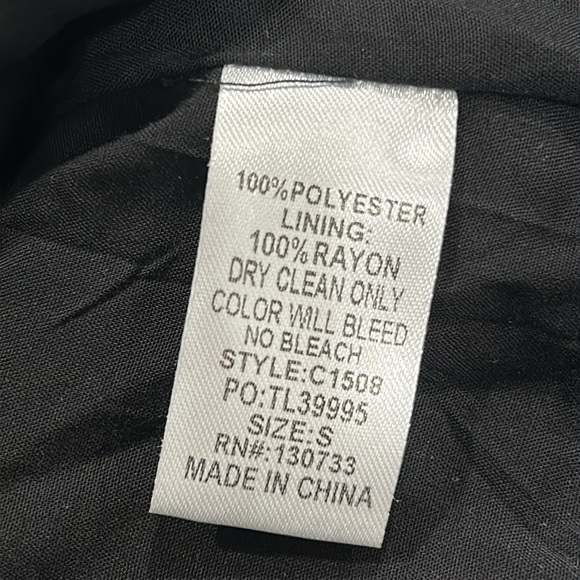 100%POLYESTER
LINING:
100%RAYON
DRY CLEAN ONLY
COLOR WILL BLEED
NO BLEACH
STYLE:C1508
PO:TL39995
SIZE:S
RN#:130733
MADE IN CHINA